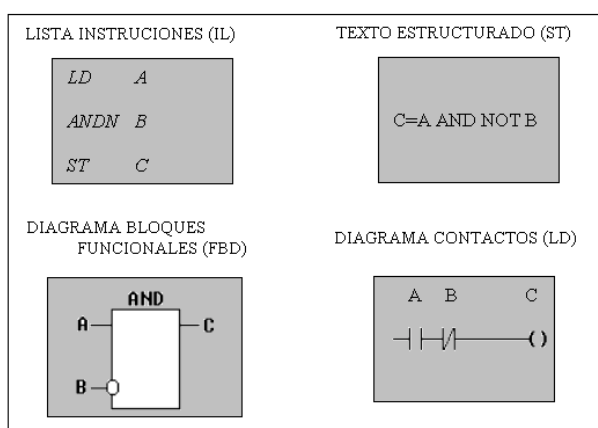 LISTA INSTRUCIONES (IL)
LD A
ANDN B
ST C
TEXTO ESTRUCTURADO (ST)
C=A AND NOT B
DIAGRAMA BLOQUES
FUNCIONALES (FBD)
AND
A C
B
DIAGRAMA CONTACTOS (LD)
A B C